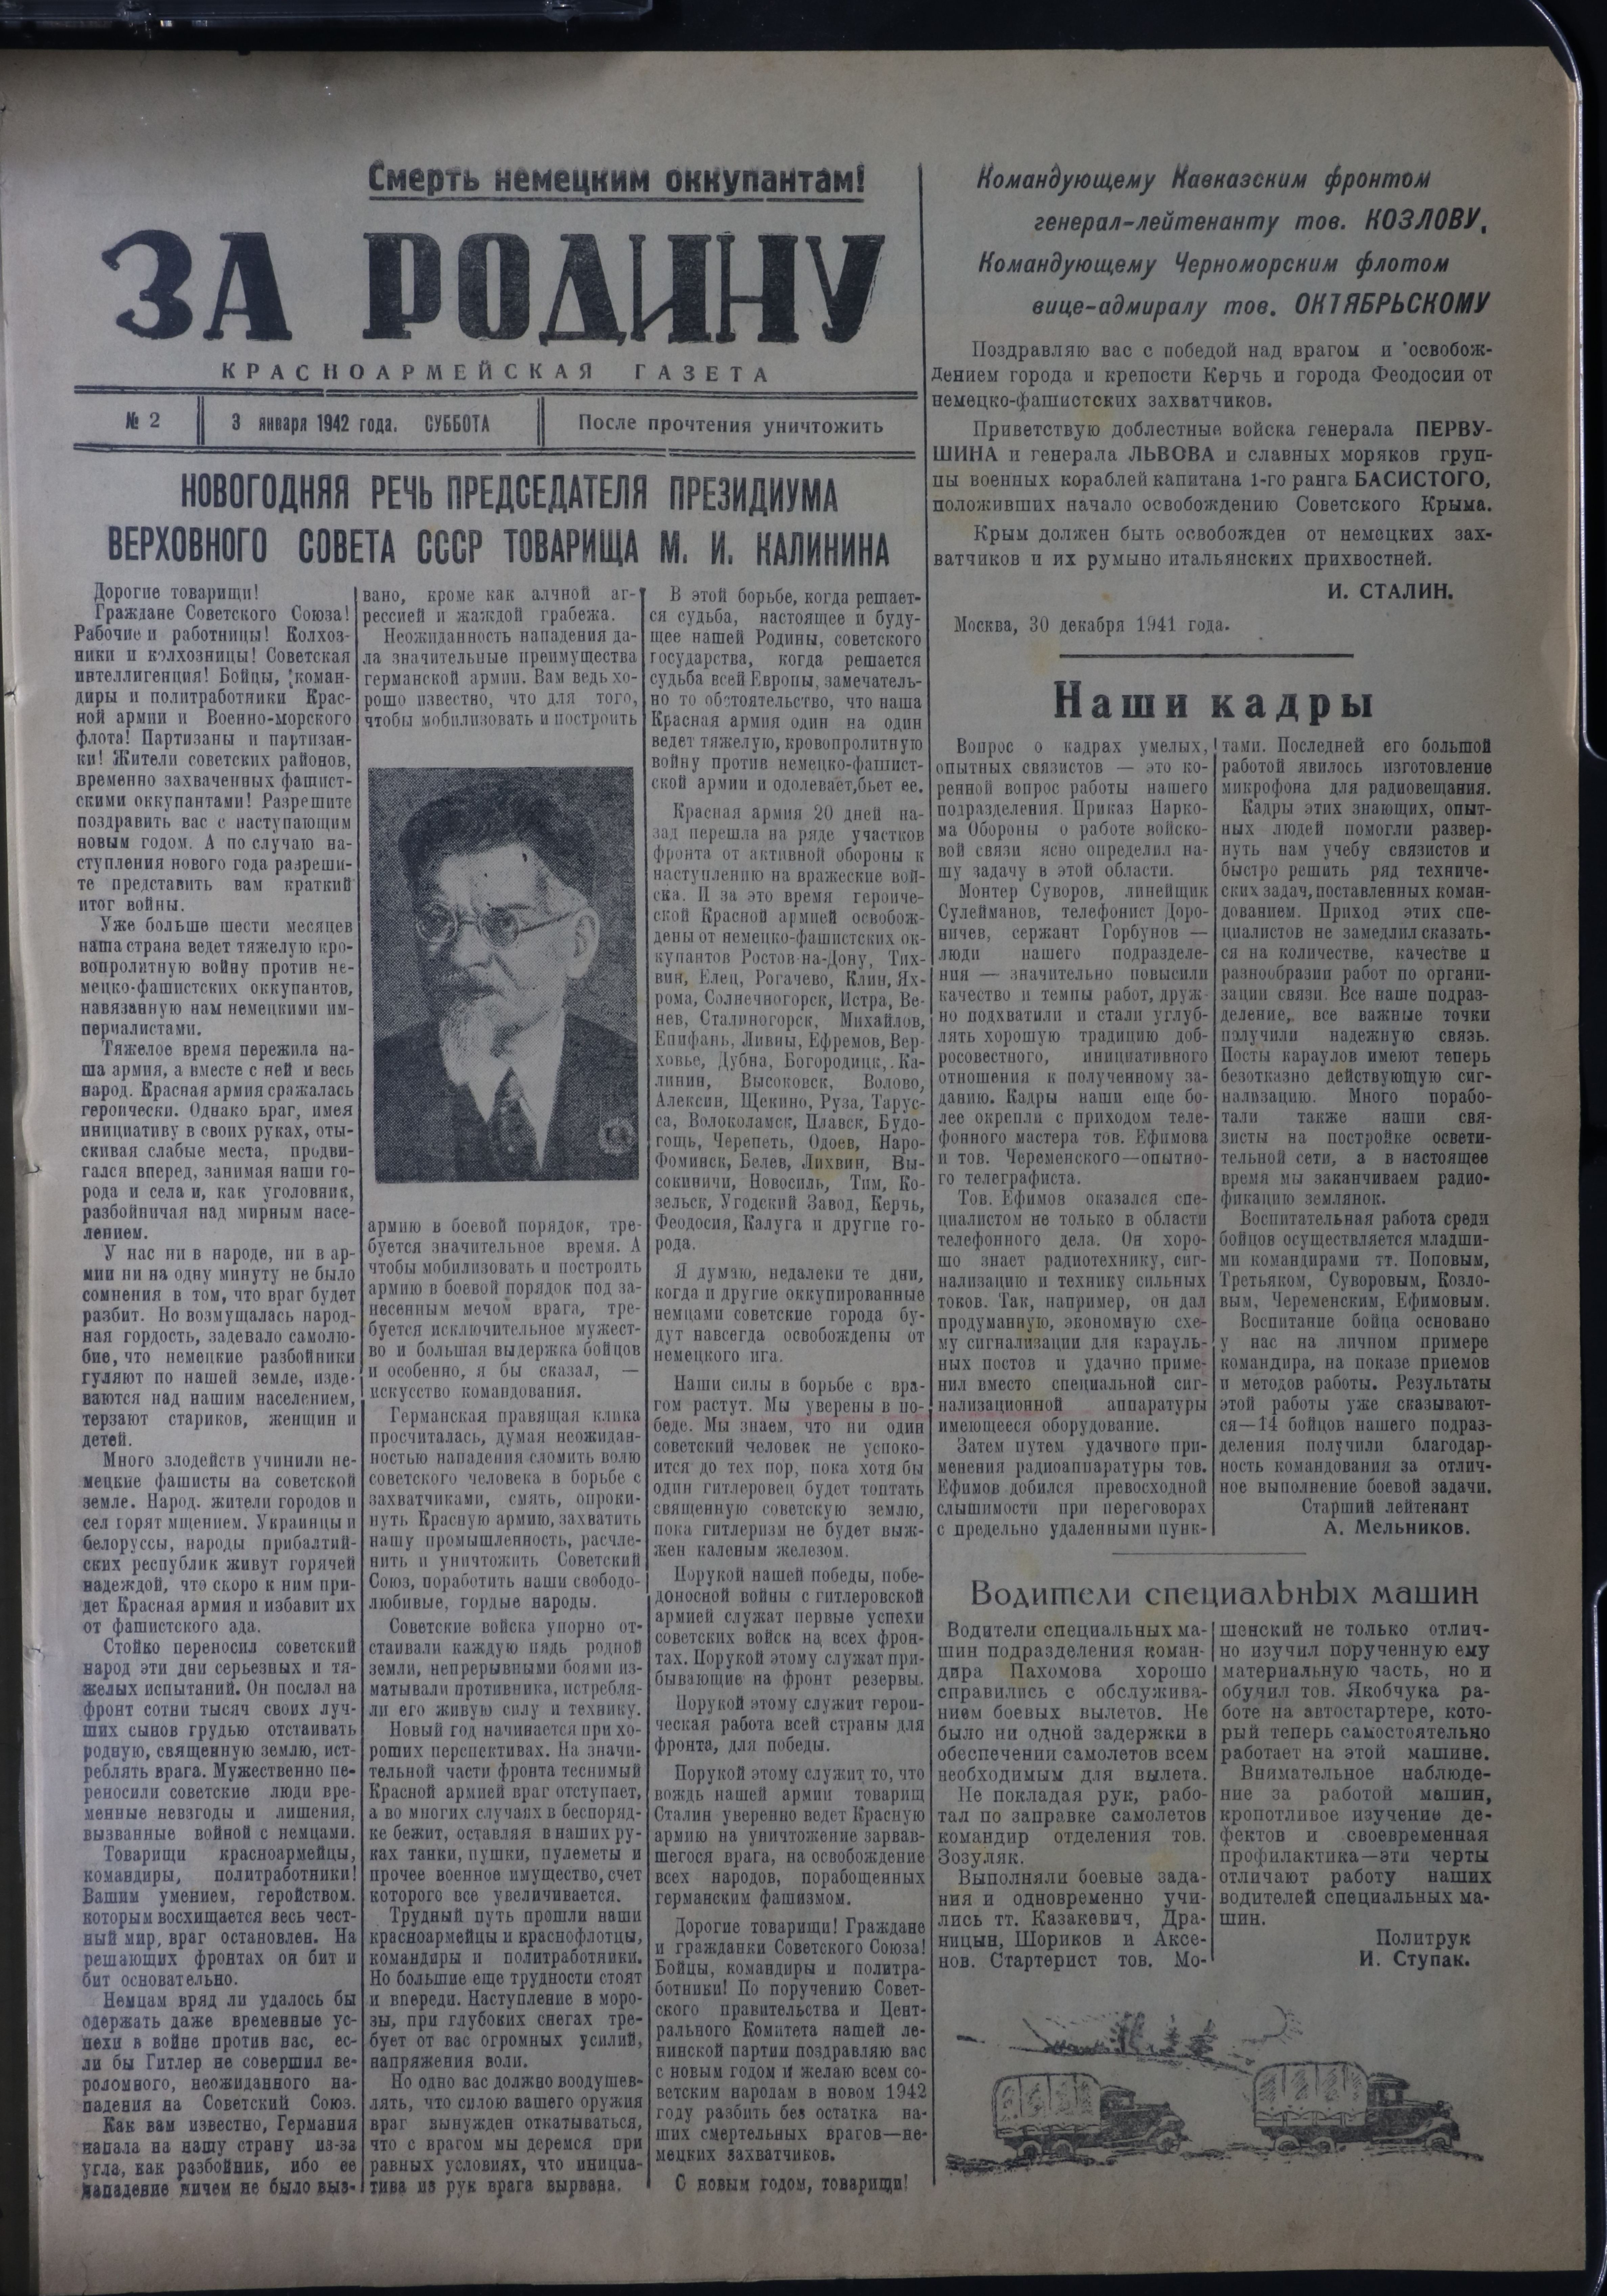 Смерть немецким оккупантам!
ЗА РОДИНУ
КРАСНОАРМЕЙСКАЯ ГАЗЕТА
№ 2
3 января 1942 года. СУББОТА
После прочтения уничтожить
НОВОГОДНЯЯ РЕЧЬ ПРЕДСЕДАТЕЛЯ ПРЕЗИДИУМА
ВЕРХОВНОГО СОВЕТА СССР ТОВАРИЩА М. И. КАЛИНИНА
Дорогие товарищи!
Граждане Советского Союза!
Рабочие и работницы! Колхоз-
ники и колхозницы! Советская
интеллигенция! Бойцы, коман-
диры и политработники Крас-
ной армии и Военно-морского
флота! Партизаны и партизан-
ки! Жители советских районов,
временно захваченных фашист-
скими оккупантами! Разрешите
поздравить вас с наступающим
новым годом. А по случаю на-
ступления нового года разреши-
те представить вам краткий
итог войны.
Уже больше шести месяцев
наша страна ведет тяжелую кро-
вопролитную войну против не-
мецко-фашистских оккупантов,
навязанную нам немецкими им-
периалистами.
Тяжелое время пережила на-
ша армия, а вместе с ней и весь
народ. Красная армия сражалась
героически. Однако враг, имея
инициативу в своих руках, оты-
скивая слабые места, продви-
гался вперед, занимая наши го-
рода и села и, как уголовник,
разбойничая над мирным насе-
лением.
У нас ни в народе, ни в ар-
мии ни на одну минуту не было
сомнения в том, что враг будет
разбит. Но возмущалась народ-
ная гордость, задевало самолю-
бие, что немецкие разбойники
гуляют по нашей земле, изде-
ваются над нашим населением,
терзают стариков, женщин и
детей.
Много злодейств учинили не-
мецкие фашисты на советской
земле. Народ. жители городов и
сел горят мщением. Украинцы и
белоруссы, народы прибалтий-
ских республик живут горячей
надеждой, что скоро к ним при-
дет Красная армия и избавит их
от фашистского ада.
Стойко переносил советский
народ эти дни серьезных и тя-
желых испытаний. Он послал на
фронт сотни тысяч своих луч-
ших сынов грудью отстаивать
родную, священную землю, ист-
реблять врага. Мужественно пе-
реносили советские люди вре-
менные невзгоды и лишения,
вызванные войной с немцами.
Товарищи красноармейцы,
командиры, политработники!
Вашим умением, геройством.
которым восхищается весь чест-
ный мир, враг остановлен. На
решающих фронтах он бит и
бит основательно.
Немцам вряд ли удалось бы
одержать даже временные ус-
пехи в войне против нас, ес-
ли бы Гитлер не совершил ве-
роломного, неожиданного на-
падения на Советский Союз.
Как вам известно, Германия
напала на нашу страну из-за
угла, как разбойник, ибо ее
нападение ничем не было выз-
вано, кроме как алчной аг-
рессией и жаждой грабежа.
Неожиданность нападения да-
ла значительные преимущества
германской армии. Вам ведь хо-
рошо известно, что для того,
чтобы мобилизовать и построить
армию в боевой порядок, тре-
буется значительное время. А
чтобы мобилизовать и построить
армию в боевой порядок под за-
несенным мечом врага, тре-
буется исключительное мужест-
во и большая выдержка бойцов
и особенно, я бы сказал, —
искусство командования.
Германская правящая клика
просчиталась, думая неожидан-
ностью нападения сломить волю
советского человека в борьбе с
захватчиками, смять, опроки-
нуть Красную армию, захватить
нашу промышленность, расчле-
нить и уничтожить Советский
Союз, поработить наши свободо-
любивые, гордые народы.
Советские войска упорно от-
стаивали каждую пядь родной
земли, непрерывными боями из-
матывали противника, истребля-
ли его живую силу и технику.
Новый год начинается при хо-
роших перспективах. На значи-
тельной части фронта теснимый
Красной армией враг отступает,
а во многих случаях в беспоряд-
ке бежит, оставляя в наших ру-
ках танки, пушки, пулеметы и
прочее военное имущество, счет
которого все увеличивается.
Трудный путь прошли наши
красноармейцы и краснофлотцы,
командиры и политработники.
Но большие еще трудности стоят
и впереди. Наступление в моро-
зы, при глубоких снегах тре-
бует от вас огромных усилий,
напряжения воли.
Но одно вас должно воодушев-
лять, что силою вашего оружия
враг вынужден откатываться,
что с врагом мы деремся при
равных условиях, что инициа-
тива из рук врага вырвана.
В этой борьбе, когда решает-
ся судьба, настоящее и буду-
щее нашей Родины, советского
государства, когда решается
судьба всей Европы, замечатель-
но то обстоятельство, что наша
Красная армия один на один
ведет тяжелую, кровопролитную
войну против немецко-фашист-
ской армии и одолевает, бьет ее.
Красная армия 20 дней на-
зад перешла на ряде участков
фронта от активной обороны к
наступлению на вражеские вой-
ска. И за это время героиче-
ской Красной армией освобож-
дены от немецко-фашистских ок-
купантов Ростов-на-Дону, Тих-
вин, Елец, Рогачево, Клин, Ях-
рома, Солнечногорск, Истра, Ве-
нев, Сталиногорск, Михайлов,
Епифань, Ливны, Ефремов, Вер-
ховье, Дубна, Богородицк, Ка-
линин, Высоковск, Волово,
Алексин, Щекино, Руза, Тарус-
са, Волоколамск, Плавск, Будо-
гощь, Черепеть, Одоев, Наро-
Фоминск, Белев, Лихвин, Вы-
сокиничи, Новосиль, Тим, Ко-
зельск, Угодский Завод, Керчь,
Феодосия, Калуга и другие го-
рода.
Я думаю, недалеки те дни,
когда и другие оккупированные
немцами советские города бу-
дут навсегда освобождены от
немецкого ига.
Наши силы в борьбе с вра-
гом растут. Мы уверены в по-
беде. Мы знаем, что ни один
советский человек не успоко-
ится до тех пор, пока хотя бы
один гитлеровец будет топтать
священную советскую землю,
пока гитлеризм не будет выж-
жен каленым железом.
Порукой нашей победы, побе-
доносной войны с гитлеровской
армией служат первые успехи
советских войск на всех фрон-
тах. Порукой этому служат при-
бывающие на фронт резервы.
Порукой этому служит герои-
ческая работа всей страны для
фронта, для победы.
Порукой этому служит то, что
вождь нашей армии товарищ
Сталин уверенно ведет Красную
армию на уничтожение зарвав-
шегося врага, на освобождение
всех народов, порабощенных
германским фашизмом.
Дорогие товарищи! Граждане
и гражданки Советского Союза!
Бойцы, командиры и политра-
ботники! По поручению Совет-
ского правительства и Цент-
рального Комитета нашей ле-
нинской партии поздравляю вас
с новым годом и желаю всем со-
ветским народам в новом 1942
году разбить без остатка на-
ших смертельных врагов—не-
мецких захватчиков.
С новым годом, товарищи!
Командующему Кавказским фронтом
генерал-лейтенанту тов. КОЗЛОВУ,
Командующему Черноморским флотом
вице-адмиралу тов. ОКТЯБРЬСКОМУ
Поздравляю вас с победой над врагом и освобож-
дением города и крепости Керчь и города Феодосии от
немецко-фашистских захватчиков.
Приветствую доблестные войска генерала ПЕРВУ-
ШИНА и генерала ЛЬВОВА и славных моряков груп-
пы военных кораблей капитана 1-го ранга БАСИСТОГО,
положивших начало освобождению Советского Крыма.
Крым должен быть освобожден от немецких зах-
ватчиков и их румыно итальянских прихвостней.
И. СТАЛИН.
Москва, 30 декабря 1941 года.
Наши кадры
Вопрос о кадрах умелых,
опытных связистов — это ко-
ренной вопрос работы нашего
подразделения. Приказ Нарко-
ма Обороны о работе войско-
вой связи ясно определил на-
шу задачу в этой области.
Монтер Суворов, линейщик
Сулейманов, телефонист Доро-
ничев, сержант Горбунов —
люди нашего подразделе-
ния — значительно повысили
качество и темпы работ, друж-
но подхватили и стали углуб-
лять хорошую традицию доб-
росовестного, инициативного
отношения к полученному за-
данию. Кадры наши еще бо-
лее окрепли с приходом теле-
фонного мастера тов. Ефимова
и тов. Череменского—опытно-
го телеграфиста.
Тов. Ефимов оказался спе-
циалистом не только в области
телефонного дела. Он хоро-
шо знает радиотехнику, сиг-
нализацию и технику сильных
токов. Так, например, он дал
продуманную, экономную схе-
му сигнализации для карауль-
ных постов и удачно приме-
нил вместо специальной сиг-
нализационной аппаратуры
имеющееся оборудование.
Затем путем удачного при-
менения радиоаппаратуры тов.
Ефимов добился превосходной
слышимости при переговорах
с предельно удаленными пунк-
тами. Последней его большой
работой явилось изготовление
микрофона для радиовещания.
Кадры этих знающих, опыт-
ных людей помогли развер-
нуть нам учебу связистов и
быстро решить ряд техниче-
ских задач, поставленных коман-
дованием. Приход этих спе-
циалистов не замедлил сказать-
ся на количестве, качестве и
разнообразии работ по органи-
зации связи. Все наше подраз-
деление, все важные точки
получили надежную связь.
Посты караулов имеют теперь
безотказно действующую сиг-
нализацию. Много порабо-
тали также наши свя-
зисты на постройке освети-
тельной сети, а в настоящее
время мы заканчиваем радио-
фикацию землянок.
Воспитательная работа среди
бойцов осуществляется младши-
ми командирами тт. Поповым,
Третьяком, Суворовым, Козло-
вым, Череменским, Ефимовым.
Воспитание бойца основано
у нас на личном примере
командира, на показе приемов
и методов работы. Результаты
этой работы уже сказывают-
ся—14 бойцов нашего подраз-
деления получили благодар-
ность командования за отлич-
ное выполнение боевой задачи.
Старший лейтенант
А. Мельников.
Водители специальных машин
Водители специальных ма-
шин подразделения коман-
дира Пахомова хорошо
справились с обслужива-
нием боевых вылетов. Не
было ни одной задержки в
обеспечения самолетов всем
необходимым для вылета.
Не покладая рук, рабо-
тал по заправке самолетов
командир отделения тов.
Зозуляк.
Выполняли боевые зада-
ния и одновременно учи-
лись тт. Казакевич, Дра-
ницын, Шориков и Аксе-
нов. Стартерист тов. Мо-
шенский не только отлич-
но изучил порученную ему
материальную часть, но и
обучил тов. Якобчука ра-
боте на автостартере, кото-
рый теперь самостоятельно
работает на этой машине.
Внимательное наблюде-
ние за работой машин,
кропотливое изучение де-
фектов и своевременная
профилактика—эти черты
отличают работу наших
водителей специальных ма-
шин.
Политрук
И. Ступак.